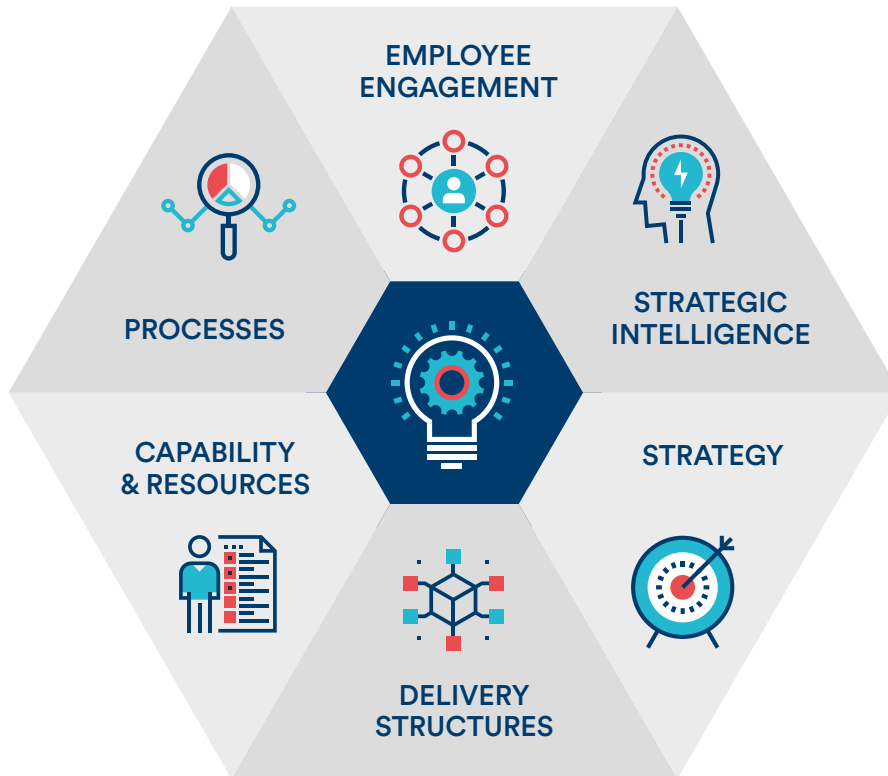 EMPLOYEE
ENGAGEMENT
STRATEGIC
INTELLIGENCE
PROCESSES
CAPABILITY
& RESOURCES
STRATEGY
DELIVERY
STRUCTURES